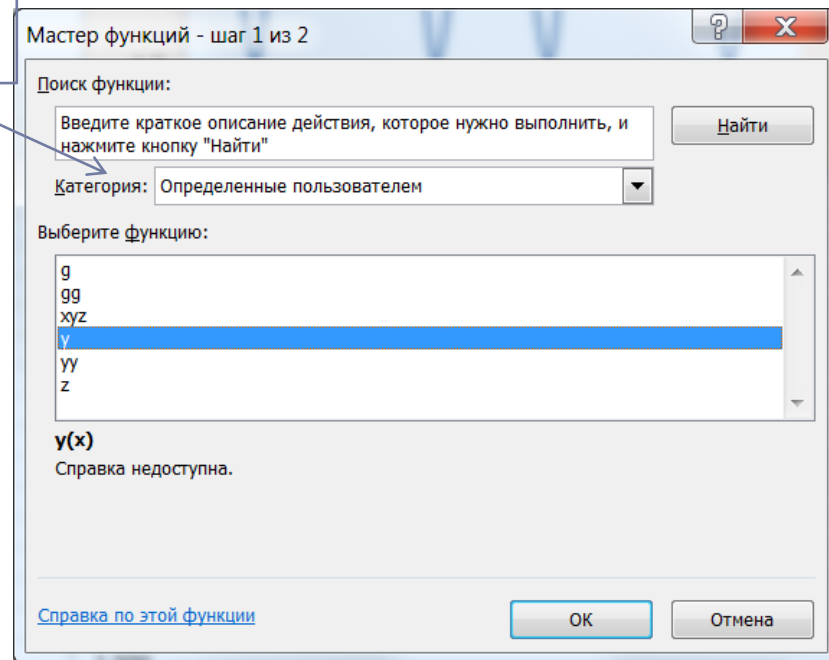 Мастер функций - шаг 1 из 2
Поиск функции:
Введите краткое описание действия, которое нужно выполнить, и
нажмите кнопку "Найти"
Найти
Категория: Определенные пользователем
Выберите функцию:
g
gg
xyz
y
yy
z
y(x)
Справка недоступна.
Справка по этой функции
ОК
Отмена